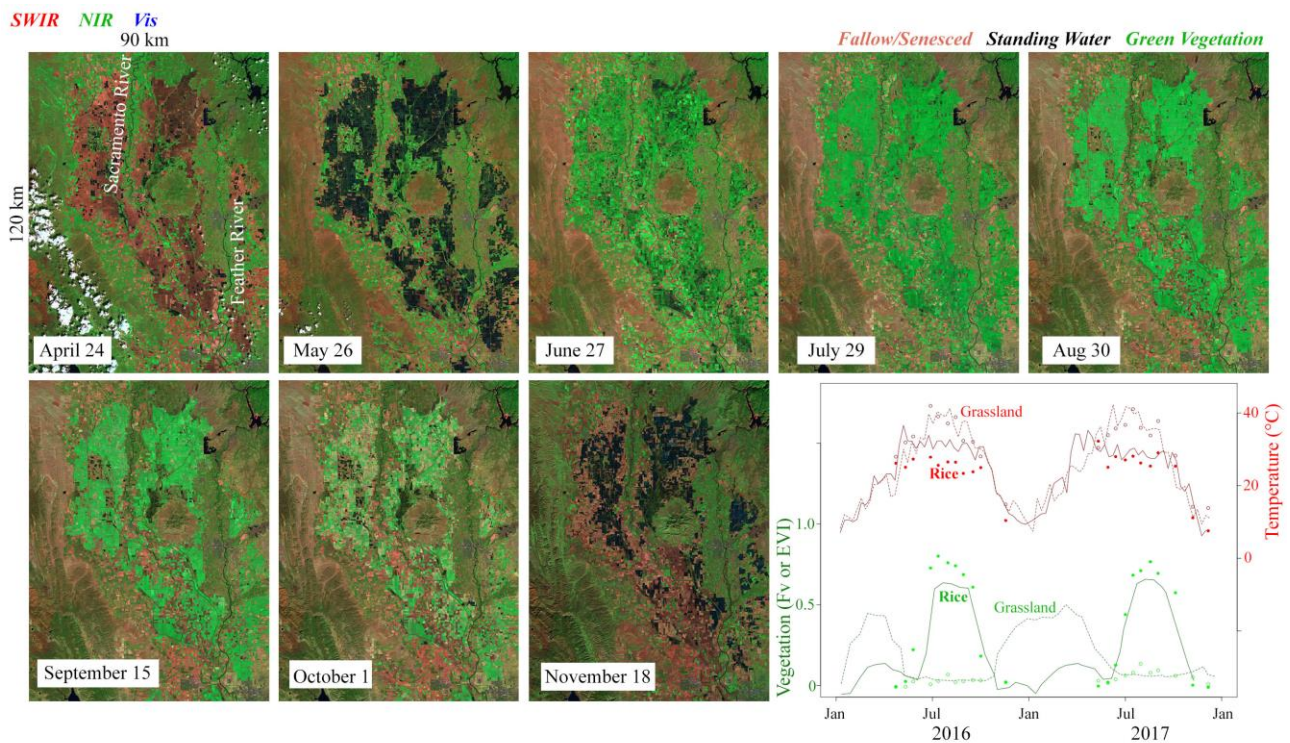 SWIR NIR Vis
90 km
Fallow/Senesced Standing Water Green Vegetation
120 km
Sacramento River
Feather River
April 24
May 26
June 27
July 29
Aug 30
September 15
October 1
November 18
Vegetation (Fv or EVI)
1.0
0.5
0
Grassland
Rice
Rice
Grassland
40
20
0
Temperature (°C)
Jan Jul Jan Jul Jan
2016 2017